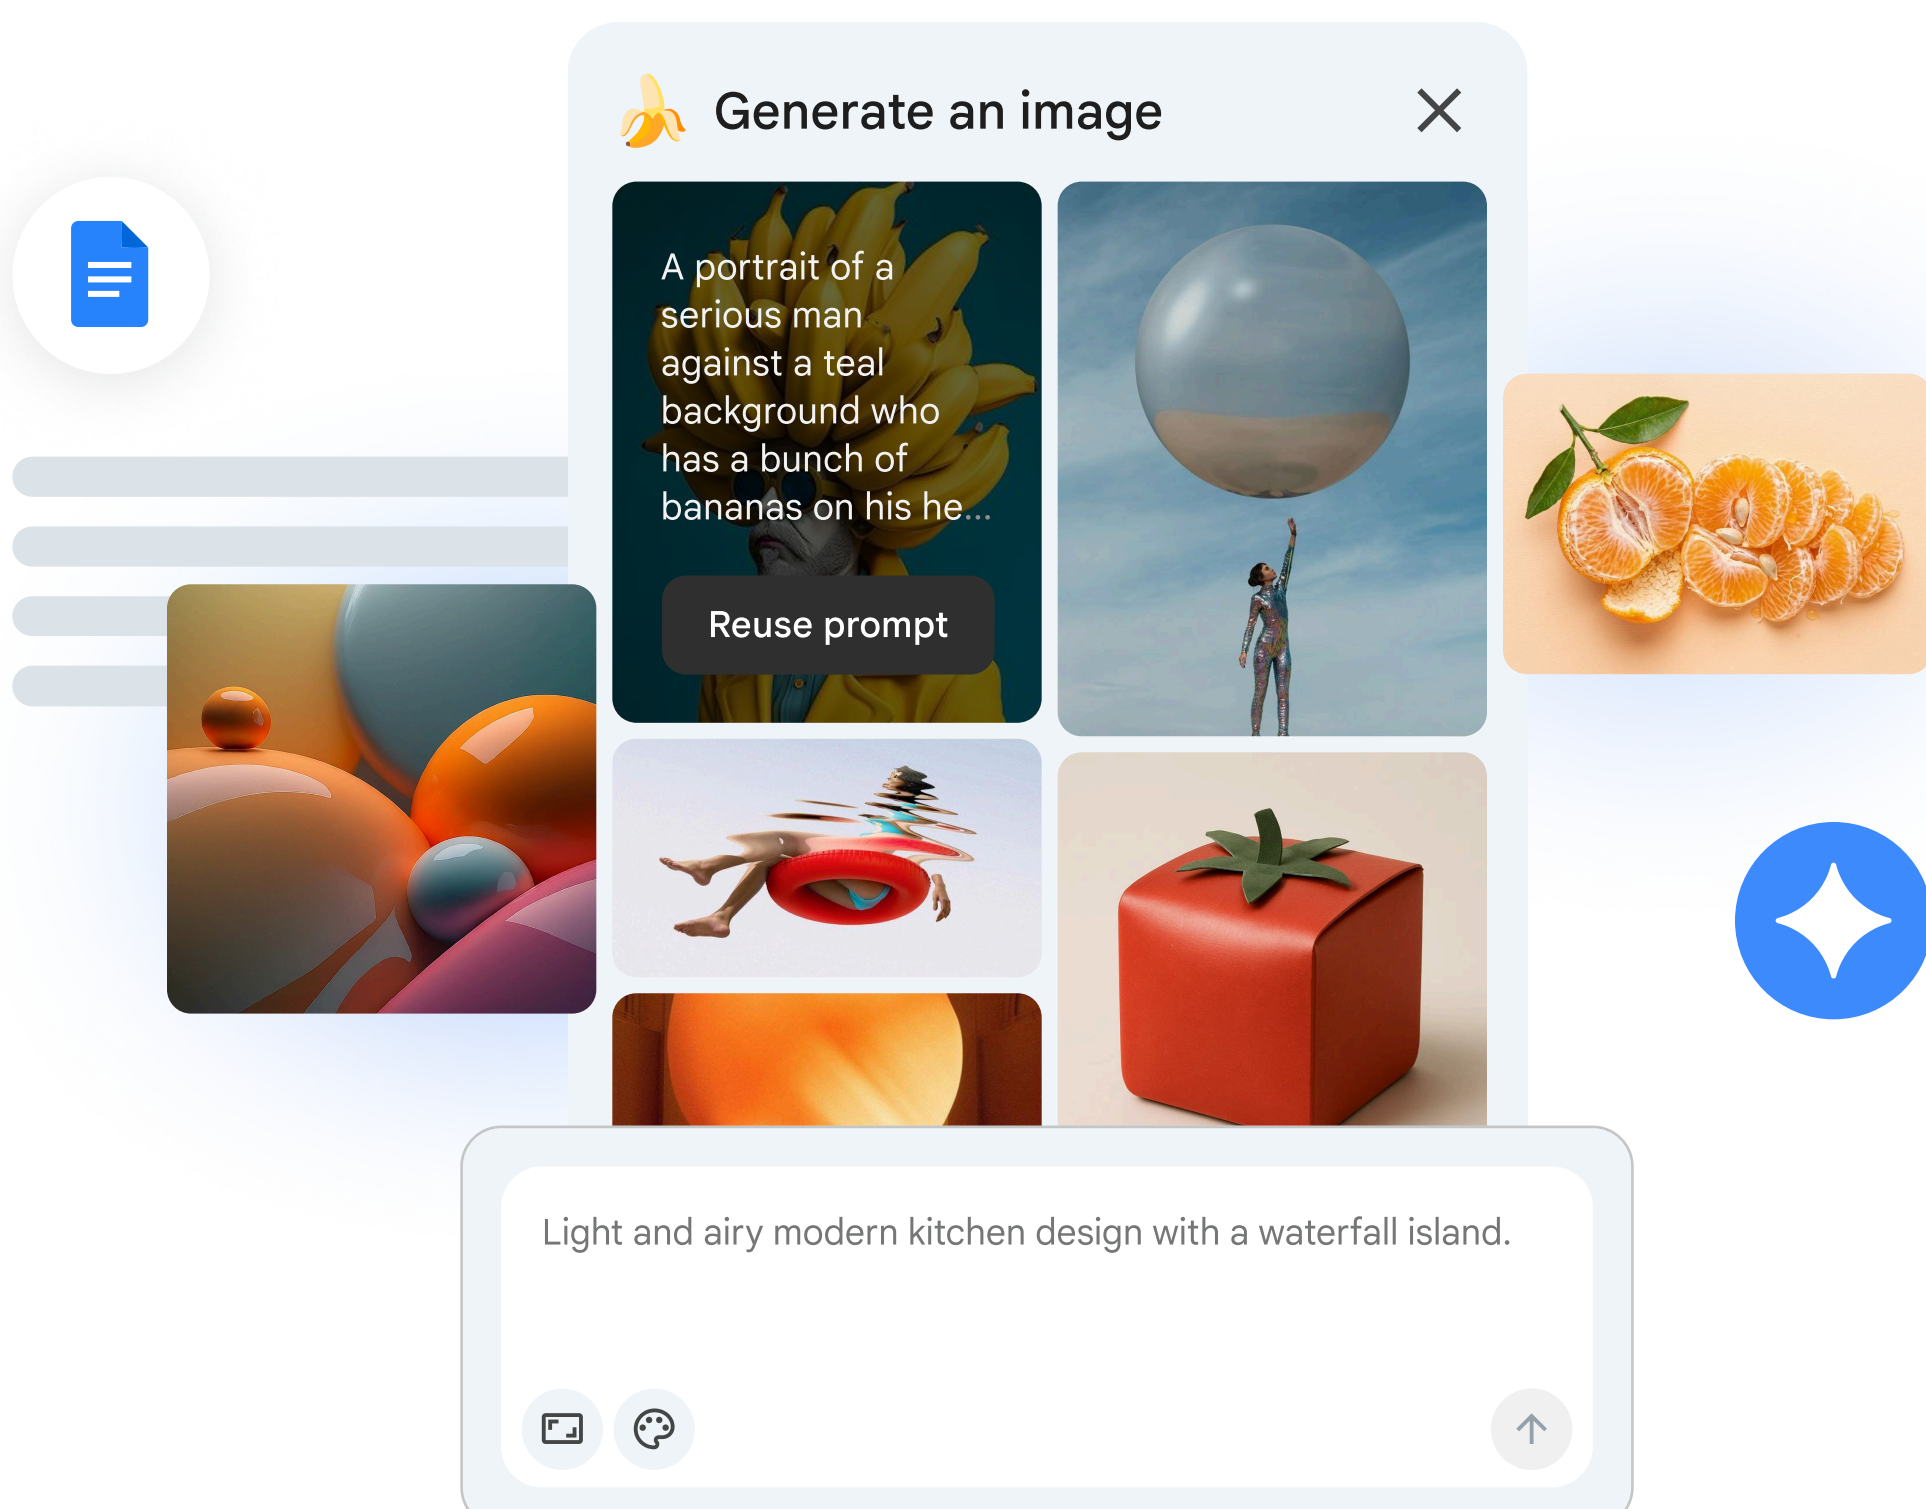 Generate an image
A portrait of a
serious man
against a teal
background who
has a bunch of
bananas on his he...
Reuse prompt
Light and airy modern kitchen design with a waterfall island.